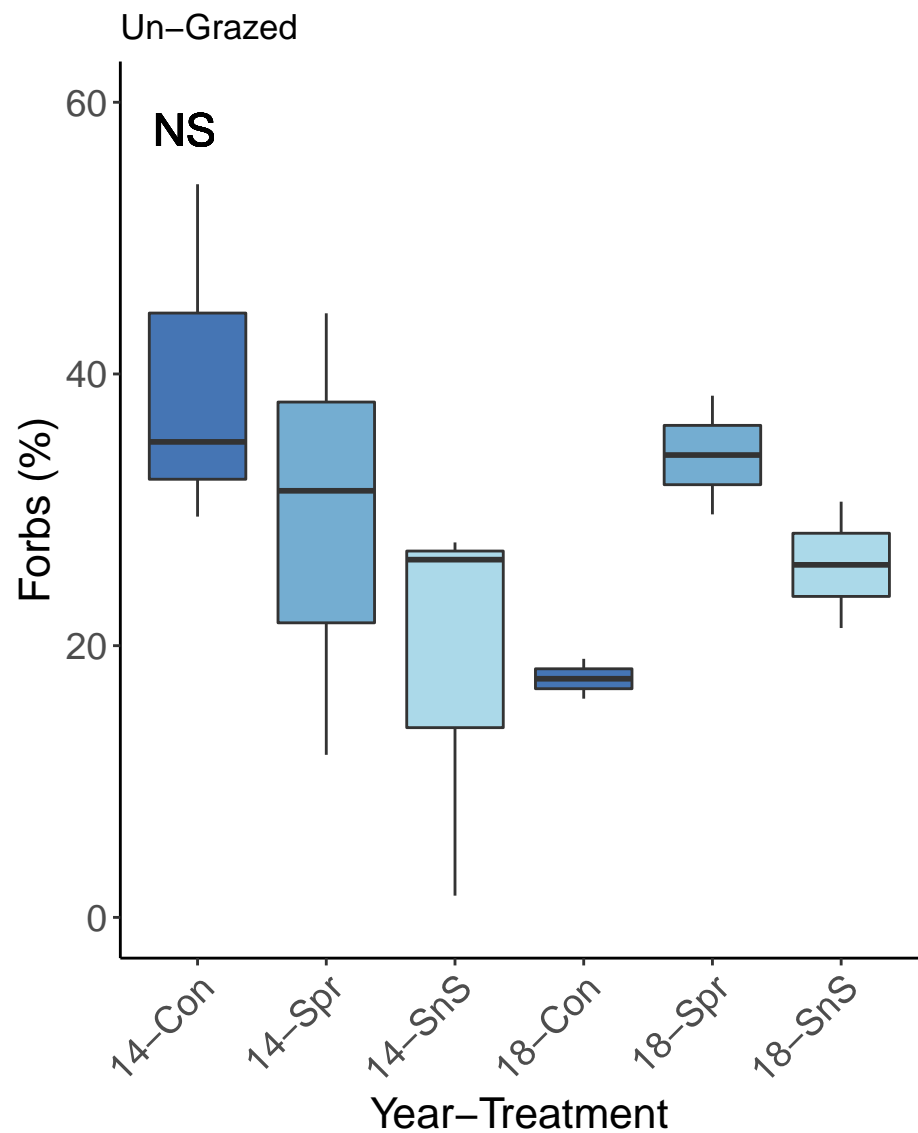 Un−Grazed
NS
60
40
20
0
Forbs (%)
14−Con
14−Spr
14−SnS
18−Con
18−Spr
18−SnS
Year−Treatment